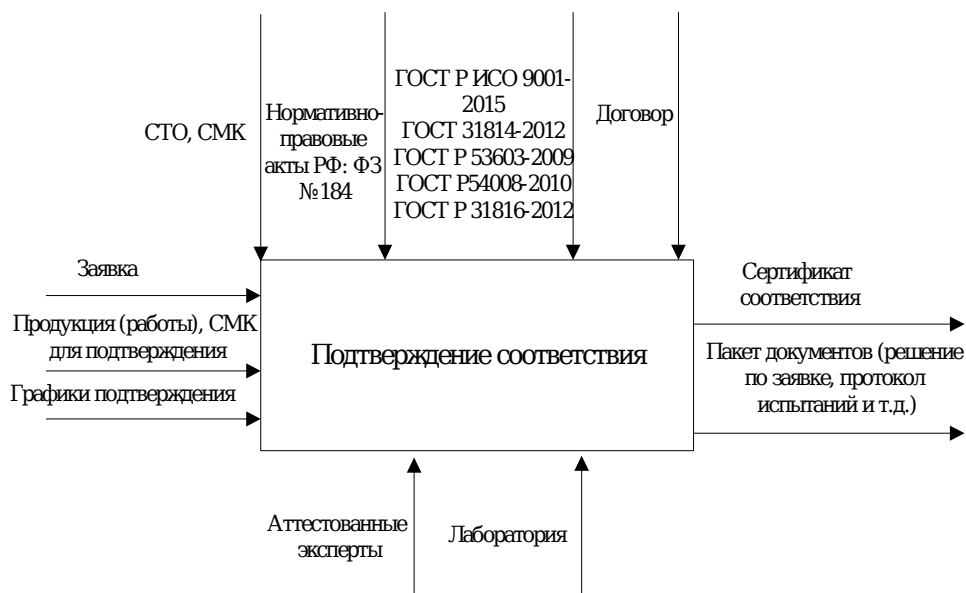 СТО, СМК
Нормативно-
правовые
акты РФ: ФЗ
№184
ГОСТ Р ИСО 9001-
2015
ГОСТ 31814-2012
ГОСТ Р 53603-2009
ГОСТ Р54008-2010
ГОСТ Р 31816-2012
Договор
Заявка
Продукция (работы), СМК
для подтверждения
Графики подтверждения
Подтверждение соответствия
Сертификат
соответствия
Пакет документов (решение
по заявке, протокол
испытаний и т.д.)
Аттестованные
эксперты
Лаборатория